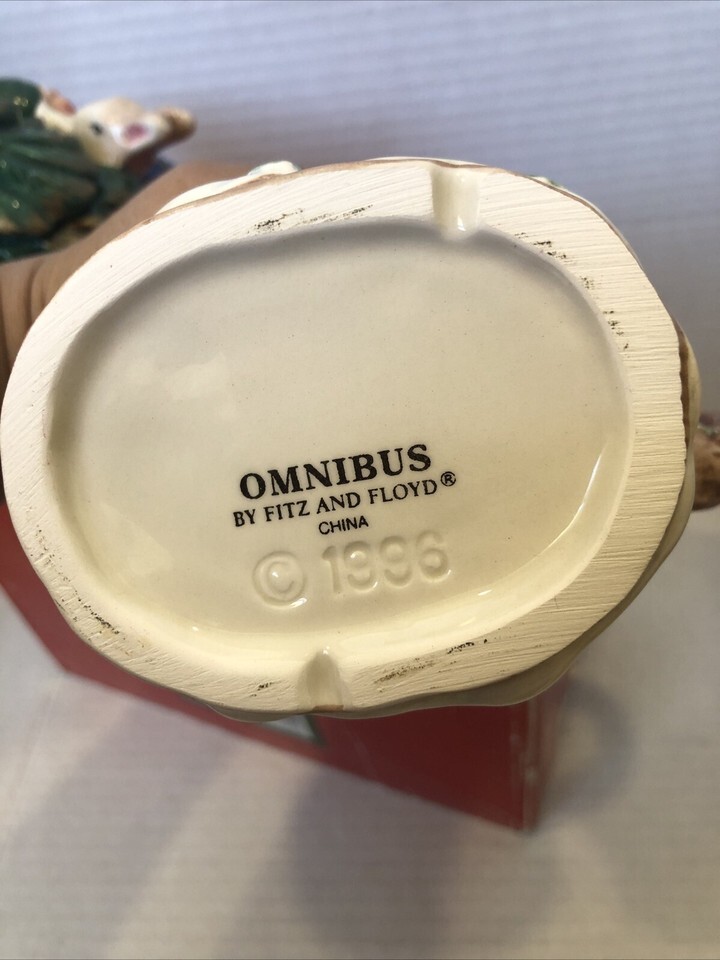 OMNIBUS
BY FITZ AND FLOYD®
CHINA
© 1996